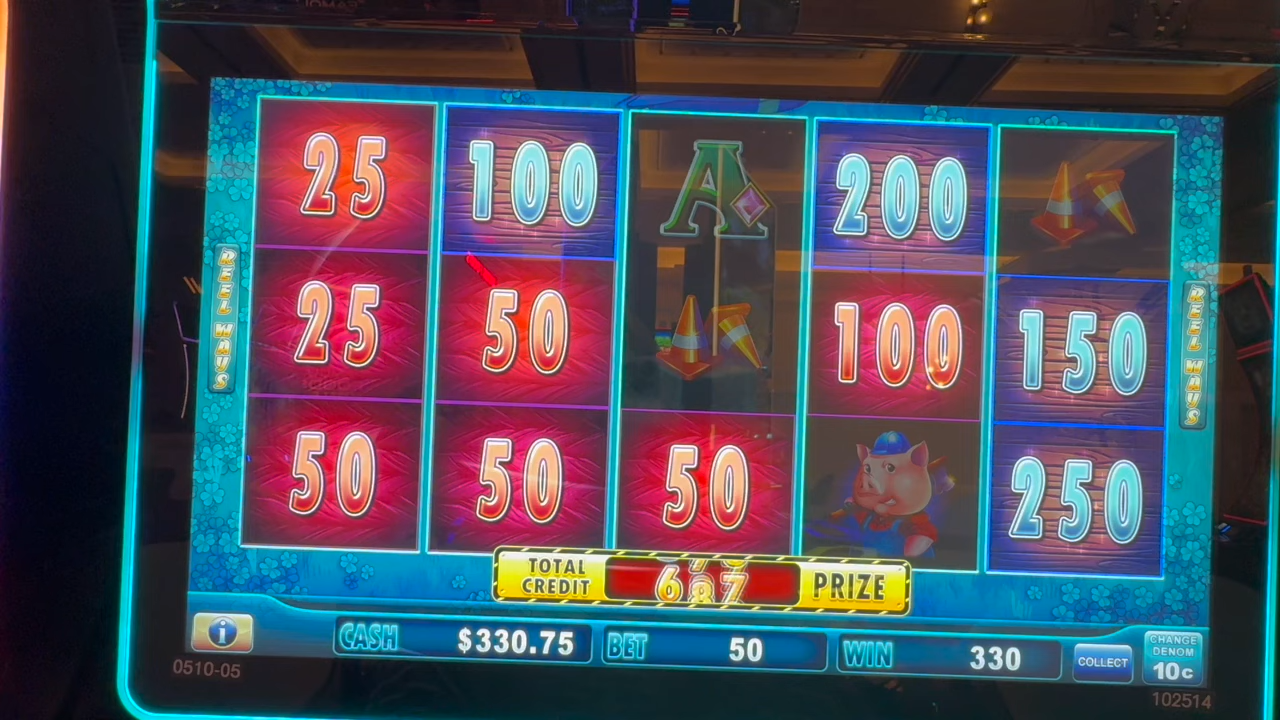 25 100 A 200
25 50 100 150
50 50 50 250
REEL WAYS
REEL WAYS
TOTAL CREDIT PRIZE
CASH $330.75 BET 50 WIN 330
COLLECT
CHANGE
DENOM
10¢
0510-05
102514